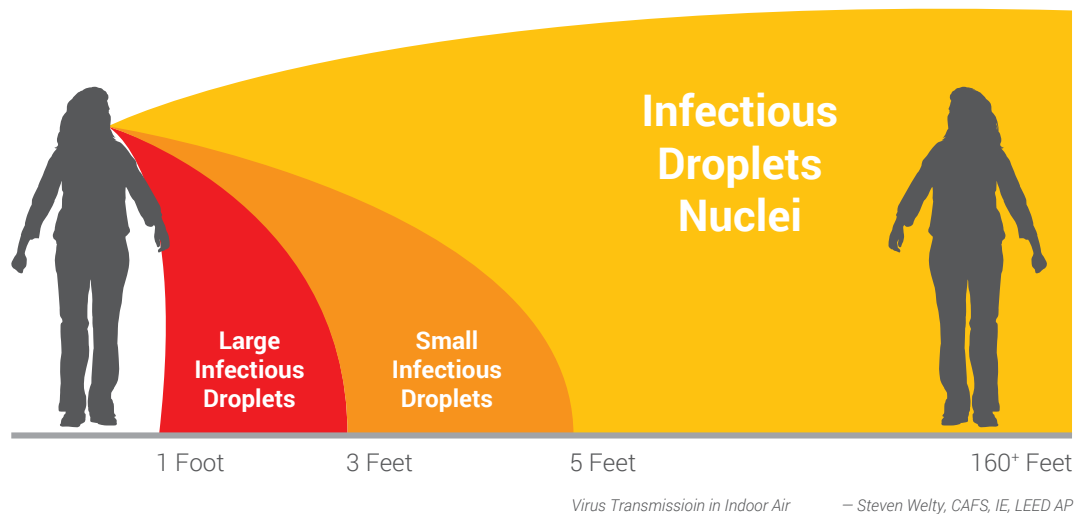 Infectious
Droplets
Nuclei
Large
Infectious
Droplets
Small
Infectious
Droplets
1 Foot
3 Feet
5 Feet
160+ Feet
Virus Transmissioin in Indoor Air
— Steven Welty, CAFS, IE, LEED AP